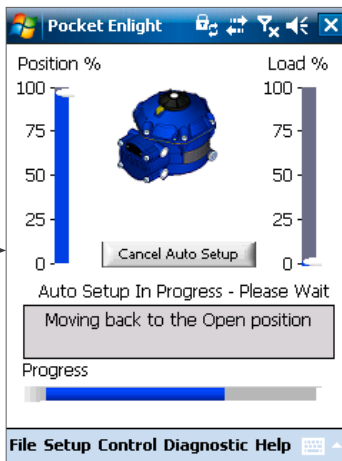 Pocket Enlight
Position %
Load %
100
100
75
75
50
50
25
25
0
0
Cancel Auto Setup
Auto Setup In Progress - Please Wait
Moving back to the Open position
Progress
File Setup Control Diagnostic Help